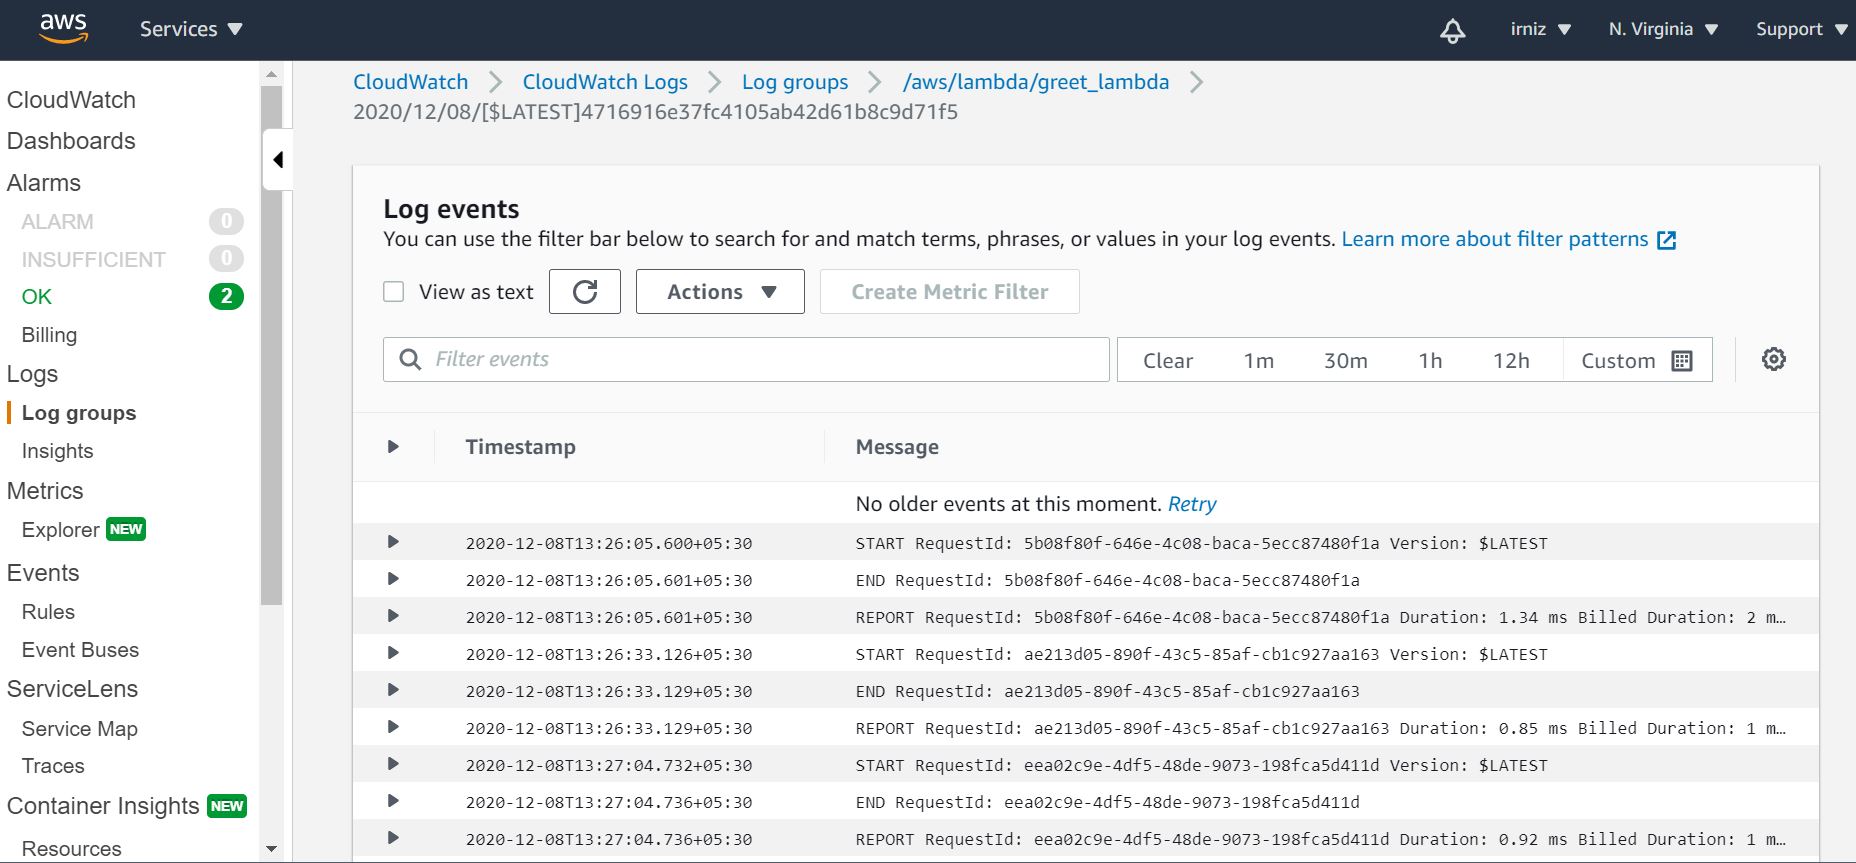 aws Services irniz N. Virginia Support
CloudWatch
Dashboards
Alarms
ALARM 0
INSUFFICIENT 0
OK 2
Billing
Logs
Log groups
Insights
Metrics
Explorer NEW
Events
Rules
Event Buses
ServiceLens
Service Map
Traces
Container Insights NEW
Resources
CloudWatch CloudWatch Logs Log groups /aws/lambda/greet_lambda
2020/12/08/[$LATEST]4716916e37fc4105ab42d61b8c9d71f5
Log events
You can use the filter bar below to search for and match terms, phrases, or values in your log events. Learn more about filter patterns
View as text Actions Create Metric Filter
Filter events Clear 1m 30m 1h 12h Custom
Timestamp Message
No older events at this moment. Retry
2020-12-08T13:26:05.600+05:30 START RequestId: 5b08f80f-646e-4c08-baca-5ecc87480f1a Version: $LATEST
2020-12-08T13:26:05.601+05:30 END RequestId: 5b08f80f-646e-4c08-baca-5ecc87480f1a
2020-12-08T13:26:05.601+05:30 REPORT RequestId: 5b08f80f-646e-4c08-baca-5ecc87480f1a Duration: 1.34 ms Billed Duration: 2 m…
2020-12-08T13:26:33.126+05:30 START RequestId: ae213d05-890f-43c5-85af-cb1c927aa163 Version: $LATEST
2020-12-08T13:26:33.129+05:30 END RequestId: ae213d05-890f-43c5-85af-cb1c927aa163
2020-12-08T13:26:33.129+05:30 REPORT RequestId: ae213d05-890f-43c5-85af-cb1c927aa163 Duration: 0.85 ms Billed Duration: 1 m…
2020-12-08T13:27:04.732+05:30 START RequestId: eea02c9e-4df5-48de-9073-198fca5d411d Version: $LATEST
2020-12-08T13:27:04.736+05:30 END RequestId: eea02c9e-4df5-48de-9073-198fca5d411d
2020-12-08T13:27:04.736+05:30 REPORT RequestId: eea02c9e-4df5-48de-9073-198fca5d411d Duration: 0.92 ms Billed Duration: 1 m…